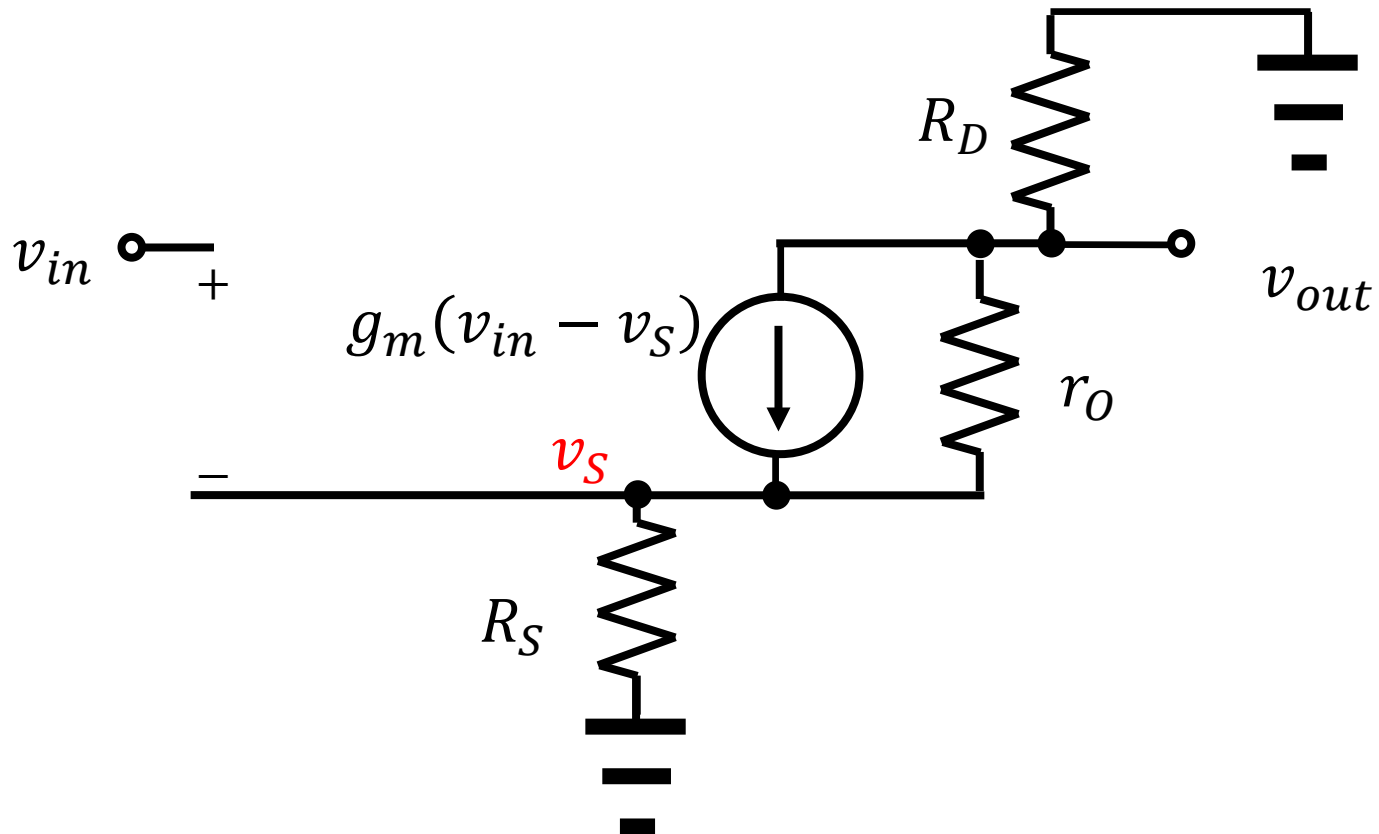 R_D
v_in
+
v_out
g_m(v_in − v_S)
r_O
v_S
−
R_S